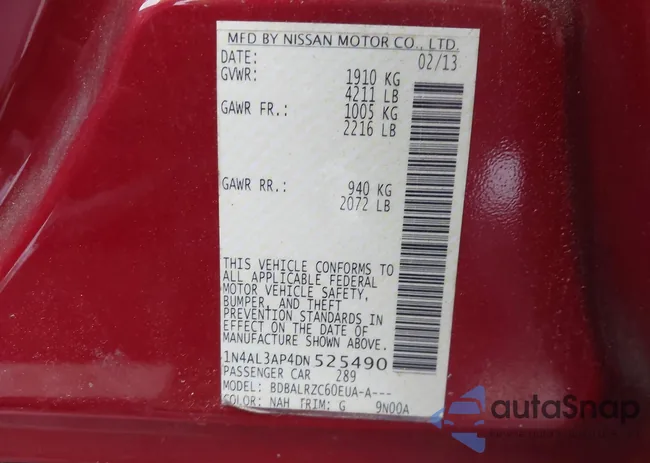 MFD BY NISSAN MOTOR CO., LTD.
DATE: 02/13
GVWR: 1910 KG
4211 LB
GAWR FR.: 1005 KG
2216 LB
GAWR RR.: 940 KG
2072 LB
THIS VEHICLE CONFORMS TO
ALL APPLICABLE FEDERAL
MOTOR VEHICLE SAFETY,
BUMPER, AND THEFT
PREVENTION STANDARDS IN
EFFECT ON THE DATE OF
MANUFACTURE SHOWN ABOVE.
1N4AL3AP4DN525490
PASSENGER CAR 289
MODEL: BDBALRZC60EUA-A---
COLOR: NAH TRIM: G 9N00A
autoSnap